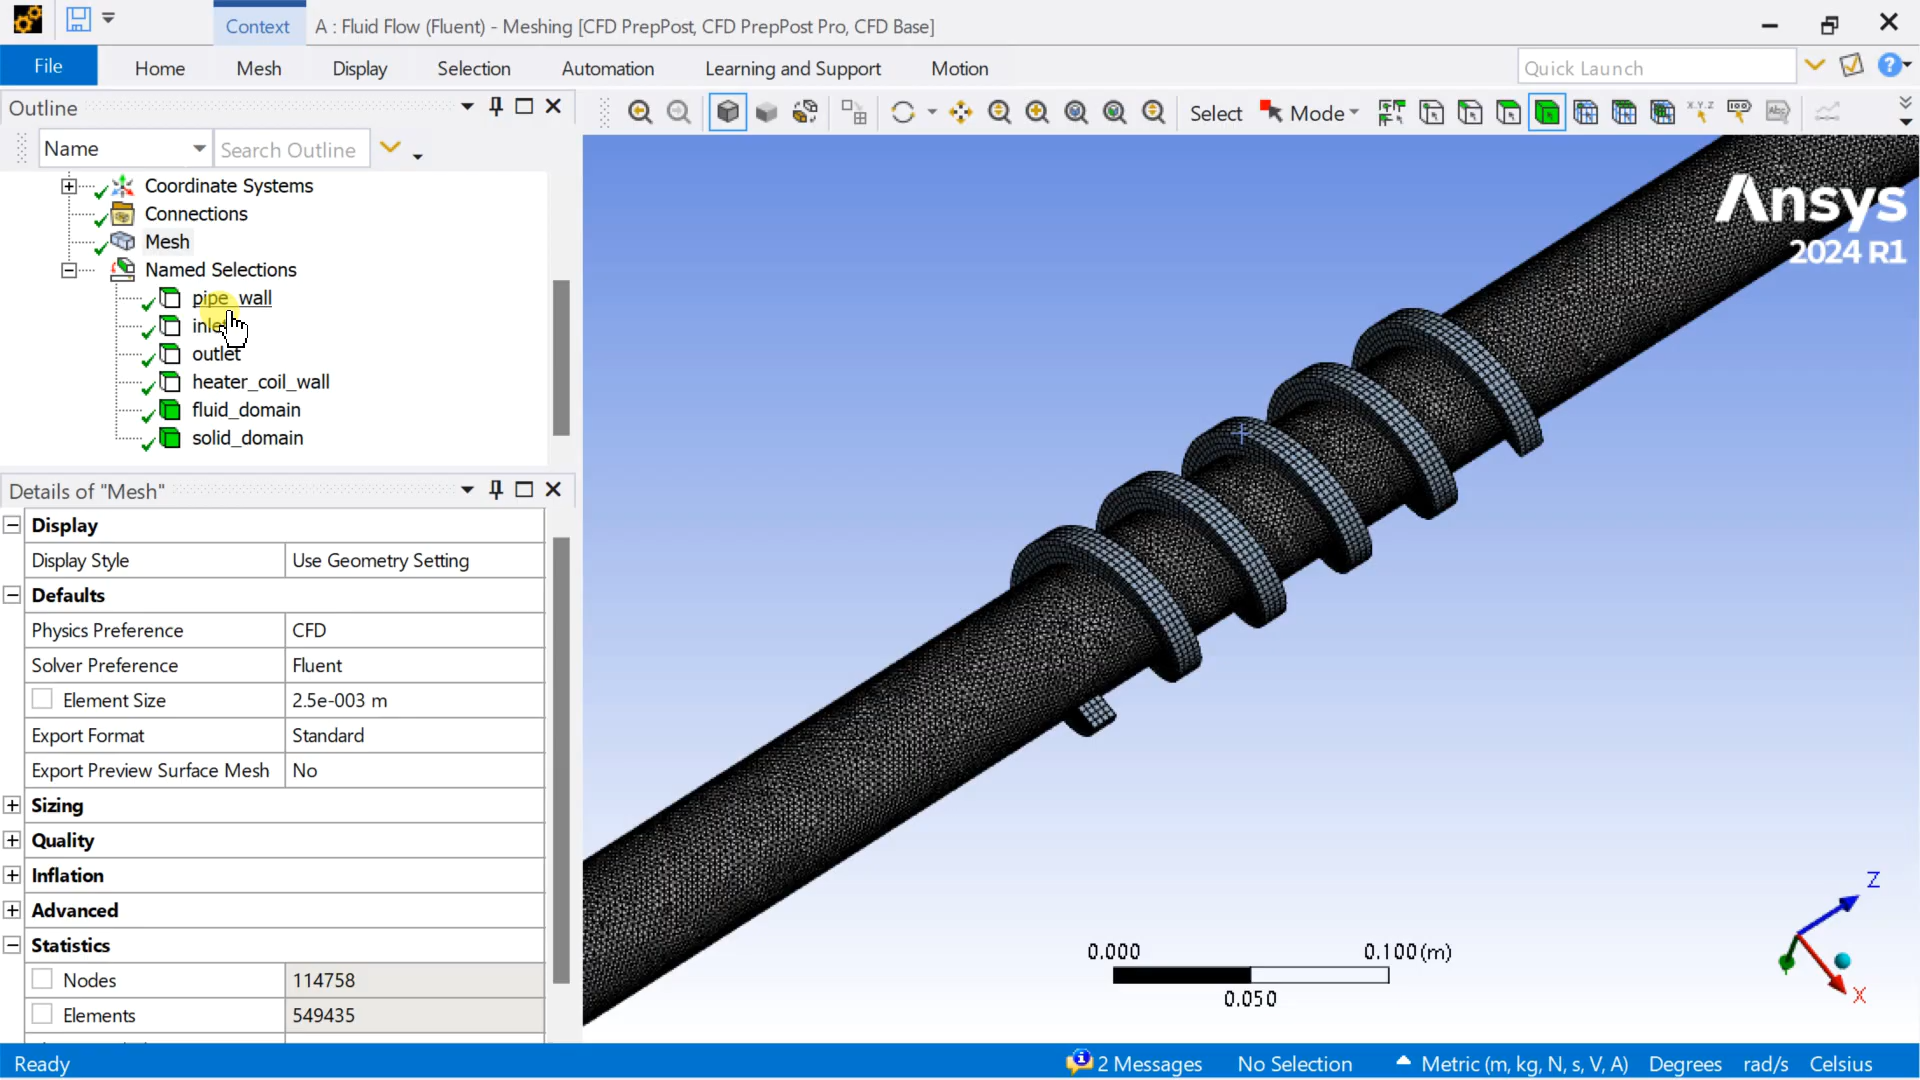 Context
A : Fluid Flow (Fluent) - Meshing [CFD PrepPost, CFD PrepPost Pro, CFD Base]
File
Home
Mesh
Display
Selection
Automation
Learning and Support
Motion
Quick Launch
Outline
Select
Mode
X.Y.Z
Name
Search Outline
Coordinate Systems
Connections
Mesh
Named Selections
pipe_wall
outlet
heater_coil_wall
fluid_domain
solid_domain
Details of "Mesh"
Display
Display Style Use Geometry Setting
Defaults
Physics Preference CFD
Solver Preference Fluent
Element Size 2.5e-003 m
Export Format Standard
Export Preview Surface Mesh No
Sizing
Quality
Inflation
Advanced
Statistics
Nodes 114758
Elements 549435
Ansys
2024 R1
0.000 0.100(m)
0.050
Z
X
Ready
2 Messages
No Selection
Metric (m, kg, N, s, V, A)
Degrees
rad/s
Celsius